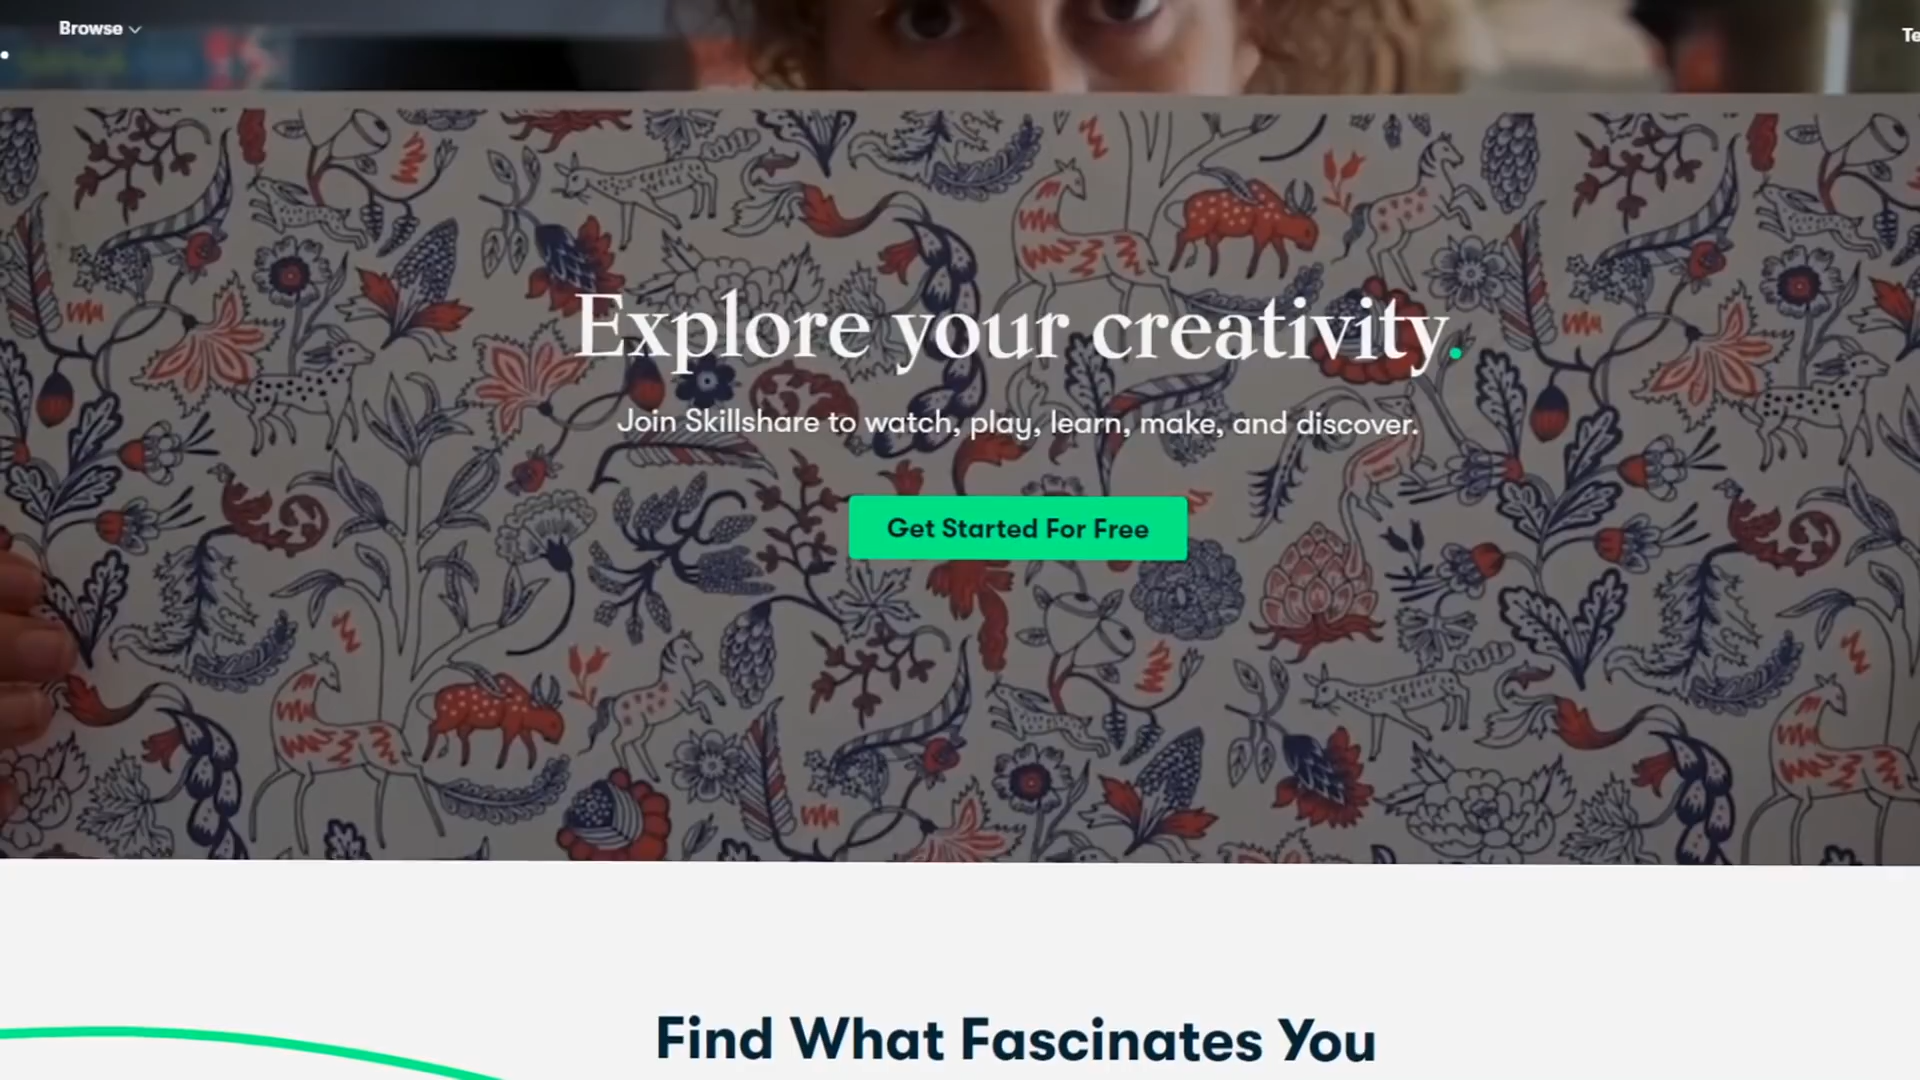 Browse
Explore your creativity.
Join Skillshare to watch, play, learn, make, and discover.
Get Started For Free
Find What Fascinates You